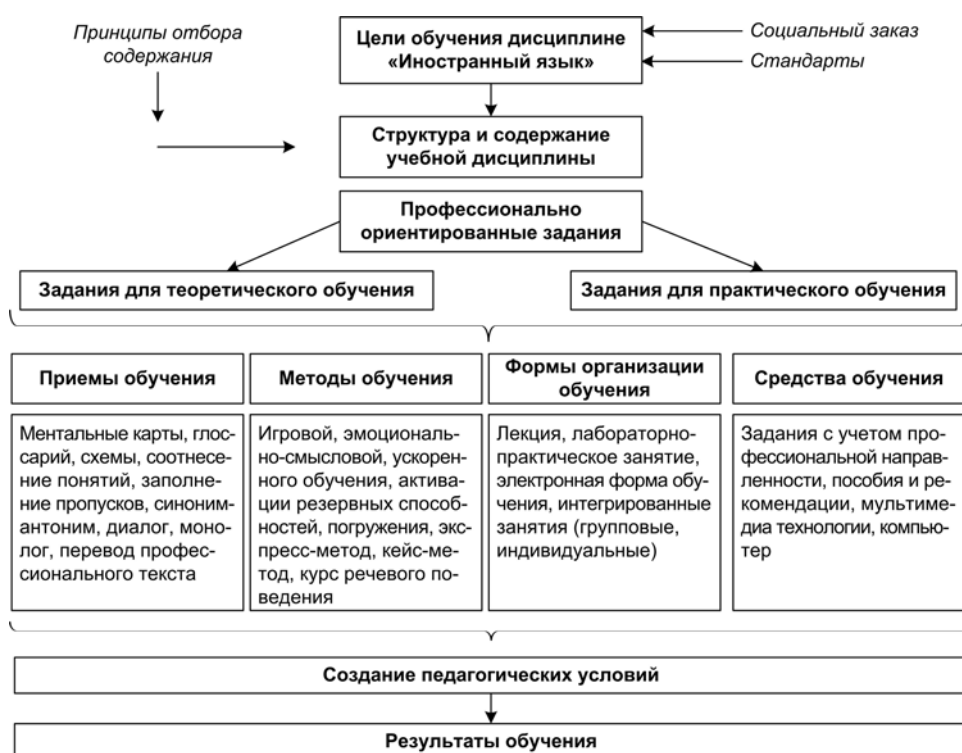 Принципы отбора
содержания
Цели обучения дисциплине
«Иностранный язык»
Социальный заказ
Стандарты
Структура и содержание
учебной дисциплины
Профессионально
ориентированные задания
Задания для теоретического обучения
Задания для практического обучения
Приемы обучения
Ментальные карты, глос-
сарий, схемы, соотнесе-
ние понятий, заполне-
ние пропусков, синоним-
антоним, диалог, моно-
лог, перевод профес-
сионального текста
Методы обучения
Игровой, эмоциональ-
но-смысловой, ускорен-
ного обучения, актива-
ции резервных способ-
ностей, погружения, эк-
спресс-метод, кейс-ме-
тод, курс речевого по-
ведения
Формы организации
обучения
Лекция, лабораторно-
практическое занятие,
электронная форма обу-
чения, интегрированные
занятия (групповые,
индивидуальные)
Средства обучения
Задания с учетом про-
фессиональной направ-
ленности, пособия и ре-
комендации, мультиме-
диа технологии, компью-
тер
Создание педагогических условий
Результаты обучения